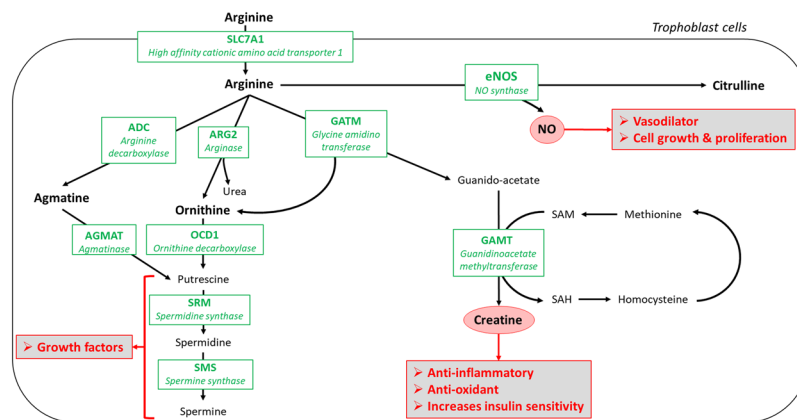 Arginine
Trophoblast cells
SLC7A1
High affinity cationic amino acid transporter 1
Arginine
eNOS
NO synthase
Citrulline
NO
➢ Vasodilator
➢ Cell growth & proliferation
ADC
Arginine
decarboxylase
ARG2
Arginase
GATM
Glycine amidino
transferase
Urea
Guanido-acetate
Agmatine
Ornithine
SAM
Methionine
AGMAT
Agmatinase
OCD1
Ornithine decarboxylase
GAMT
Guanidinoacetate
methyltransferase
Putrescine
SRM
Spermidine synthase
SAH
Homocysteine
Creatine
➢ Growth factors
Spermidine
SMS
Spermine synthase
➢ Anti-inflammatory
➢ Anti-oxidant
➢ Increases insulin sensitivity
Spermine